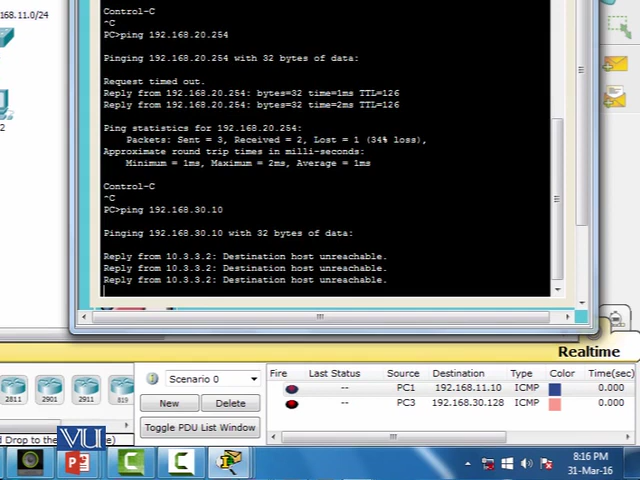 192.168.11.0/24
2
Control-C
^C
PC>ping 192.168.20.254
Pinging 192.168.20.254 with 32 bytes of data:
Request timed out.
Reply from 192.168.20.254: bytes=32 time=1ms TTL=126
Reply from 192.168.20.254: bytes=32 time=2ms TTL=126
Ping statistics for 192.168.20.254:
Packets: Sent = 3, Received = 2, Lost = 1 (34% loss),
Approximate round trip times in milli-seconds:
Minimum = 1ms, Maximum = 2ms, Average = 1ms
Control-C
^C
PC>ping 192.168.30.10
Pinging 192.168.30.10 with 32 bytes of data:
Reply from 10.3.3.2: Destination host unreachable.
Reply from 10.3.3.2: Destination host unreachable.
Reply from 10.3.3.2: Destination host unreachable.
Realtime
2811 2901 2911 819
Scenario 0
New Delete
Toggle PDU List Window
Fire Last Status Source Destination Type Color Time(sec)
-- PC1 192.168.11.10 ICMP 0.000
-- PC3 192.168.30.128 ICMP 0.000
d Drop to the
VU
8:16 PM
31-Mar-16